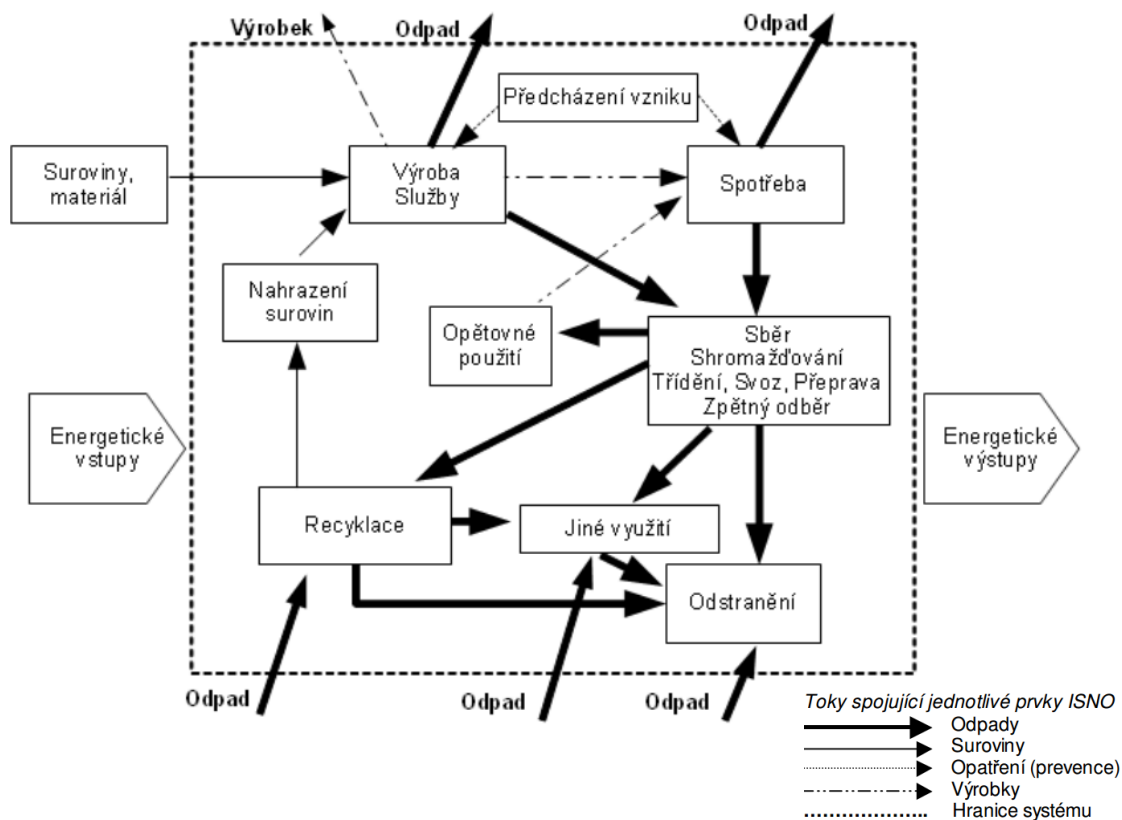 Výrobek
Odpad
Odpad
Předcházení vzniku
Suroviny,
materiál
Výroba
Služby
Spotřeba
Nahrazení
surovin
Opětovné
použití
Sběr
Shromažďování
Třídění, Svoz, Přeprava
Zpětný odběr
Energetické
vstupy
Energetické
výstupy
Recyklace
Jiné využití
Odstranění
Odpad
Odpad
Odpad
Toky spojující jednotlivé prvky ISNO
Odpady
Suroviny
Opatření (prevence)
Výrobky
Hranice systému